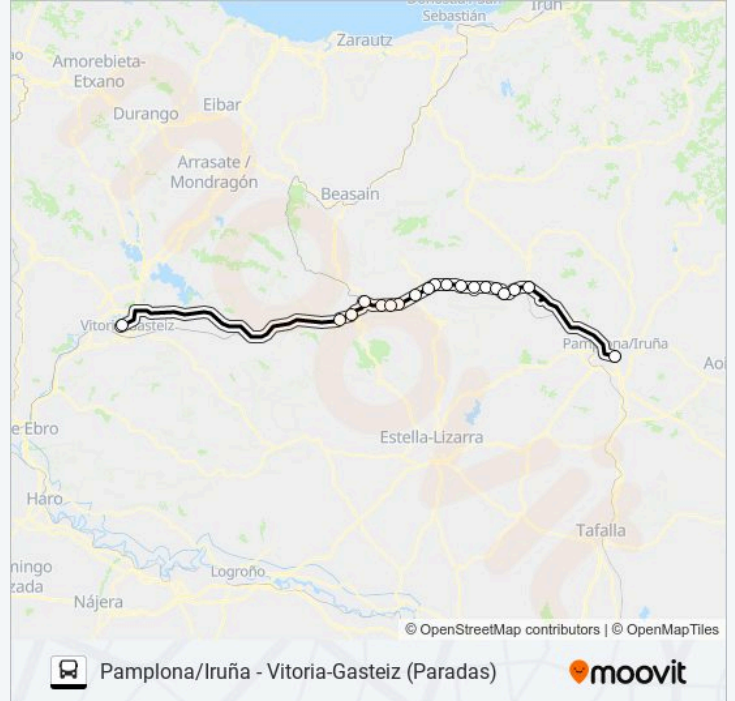 Sebastián
Irun
Zarautz
Amorebieta-
Etxano
Eibar
Durango
Arrasate /
Mondragón
Beasain
Vitoria-Gasteiz
Pamplona/Iruña
Estella-Lizarra
e Ebro
Haro
Tafalla
Logroño
Nájera
© OpenStreetMap contributors | © OpenMapTiles
Pamplona/Iruña - Vitoria-Gasteiz (Paradas)
moovit